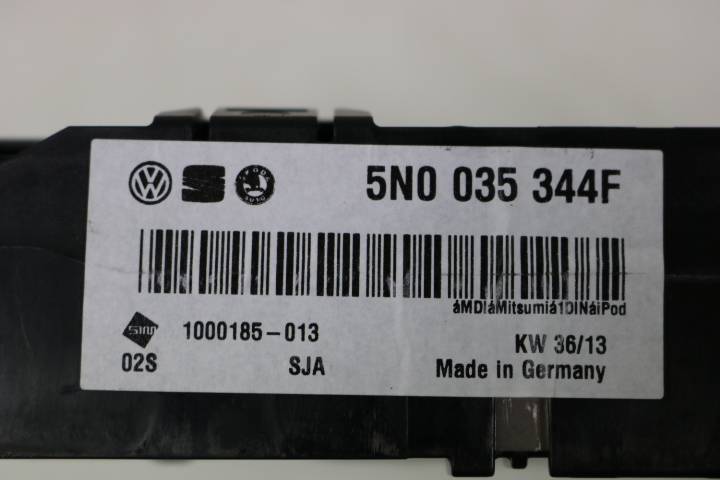 5N0 035 344F
áMDIáMitsumiá1DINáiPod
1000185-013
KW 36/13
02S
SJA
Made in Germany